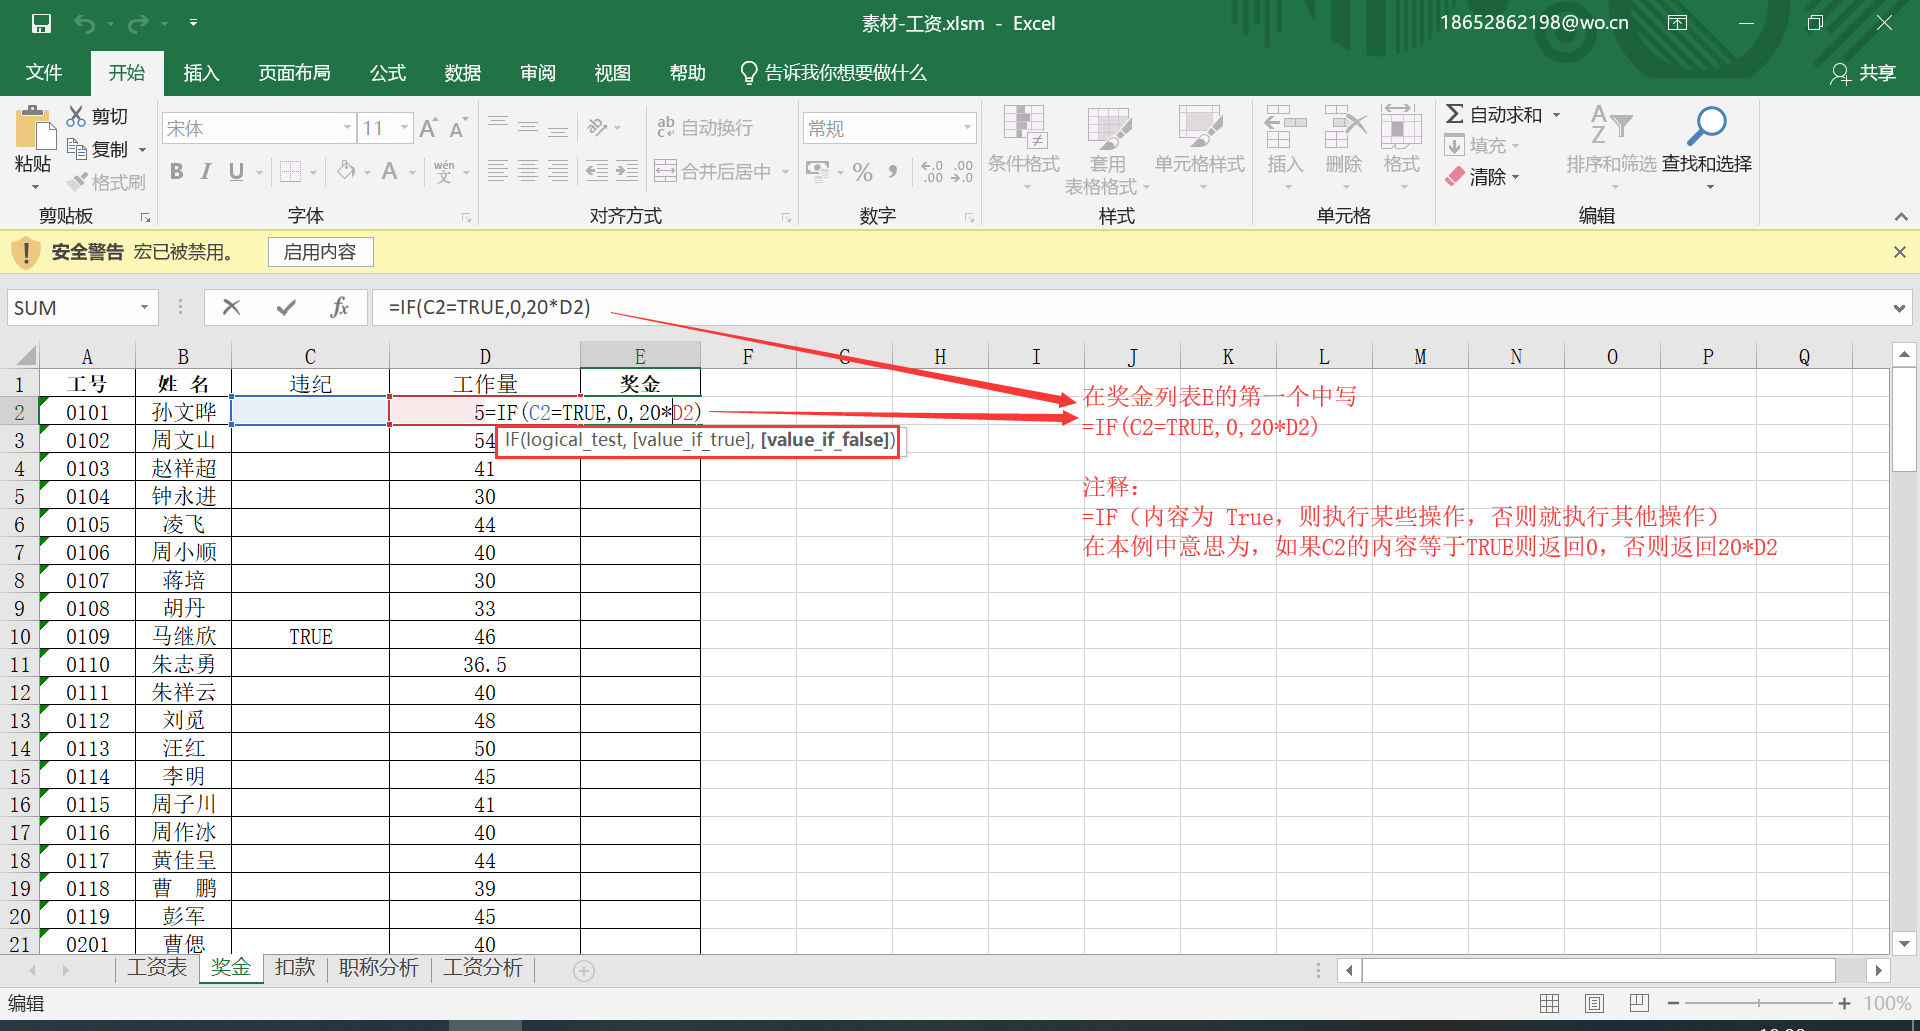 素材-工资.xlsm - Excel
18652862198@wo.cn
文件 开始 插入 页面布局 公式 数据 审阅 视图 帮助 告诉我你想要做什么 共享
粘贴 剪切 复制 格式刷 剪贴板
宋体 11 B I U A wén 文 字体
ab c 自动换行 合并后居中 对齐方式
常规 % , 数字
条件格式 套用 表格格式 单元格样式 样式
插入 删除 格式 单元格
Σ 自动求和 填充 清除 排序和筛选 查找和选择 编辑
安全警告 宏已被禁用。 启用内容
SUM fx =IF(C2=TRUE,0,20*D2)
A B C D E F G H I J K L M N O P Q
1 工号 姓 名 违纪 工作量 奖金
2 0101 孙文晔 5=IF(C2=TRUE,0,20*D2)
IF(logical_test, [value_if_true], [value_if_false])
3 0102 周文山 54
4 0103 赵祥超 41
5 0104 钟永进 30
6 0105 凌飞 44
7 0106 周小顺 40
8 0107 蒋培 30
9 0108 胡丹 33
10 0109 马继欣 TRUE 46
11 0110 朱志勇 36.5
12 0111 朱祥云 40
13 0112 刘觅 48
14 0113 汪红 50
15 0114 李明 45
16 0115 周子川 41
17 0116 周作冰 40
18 0117 黄佳呈 44
19 0118 曹 鹏 39
20 0119 彭军 45
21 0201 曹偲 40
在奖金列表E的第一个中写
=IF(C2=TRUE,0,20*D2)
注释：
=IF（内容为 True，则执行某些操作，否则就执行其他操作）
在本例中意思为，如果C2的内容等于TRUE则返回0，否则返回20*D2
工资表 奖金 扣款 职称分析 工资分析
编辑 100%